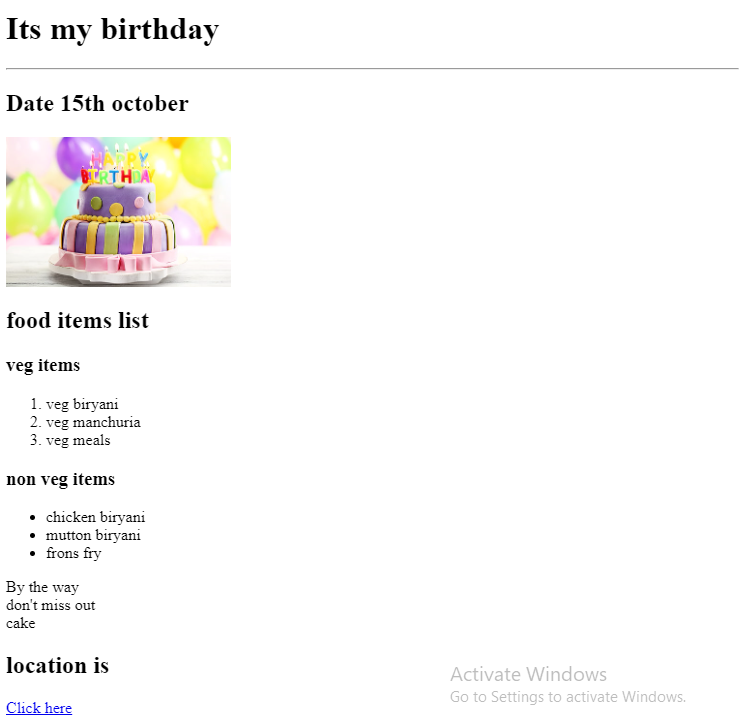 Its my birthday
Date 15th october
HAPPY
BIRTHDAY
food items list
veg items
1. veg biryani
2. veg manchuria
3. veg meals
non veg items
• chicken biryani
• mutton biryani
• frons fry
By the way
don't miss out
cake
location is
Click here
Activate Windows
Go to Settings to activate Windows.